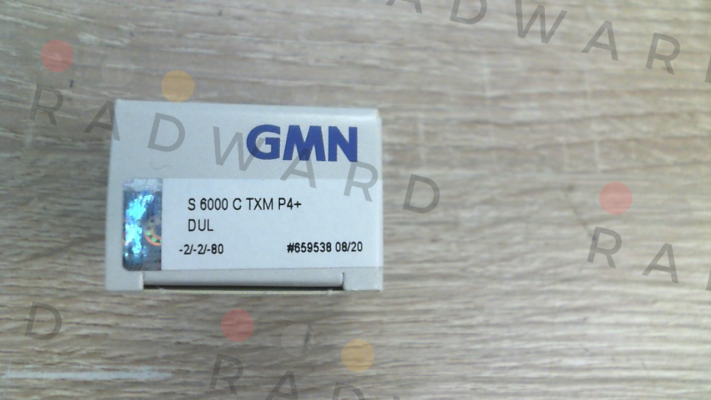 RADWARD
GMN
S 6000 C TXM P4+
DUL
-2/-2/-80 #659538 08/20